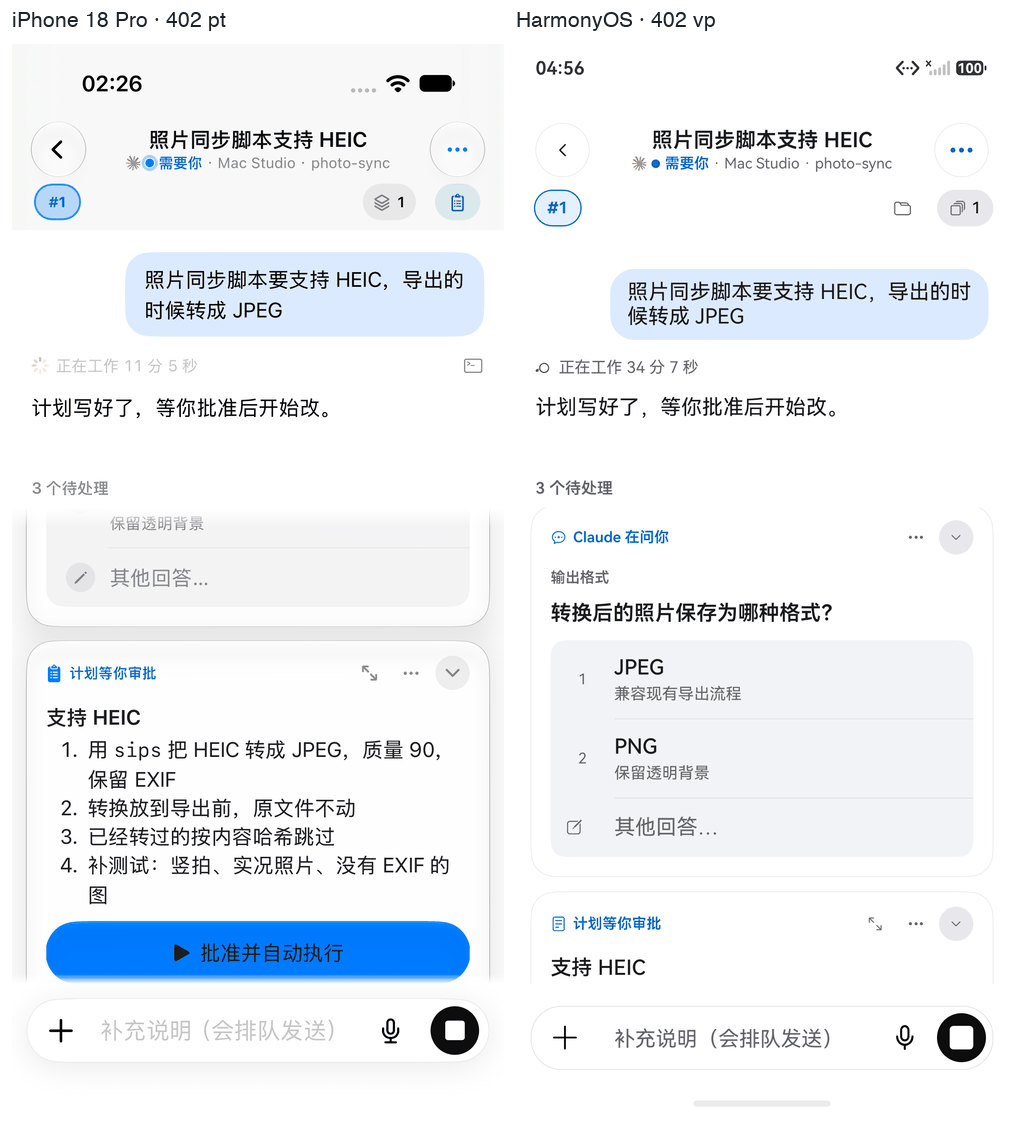 iPhone 18 Pro · 402 pt
02:26
照片同步脚本支持 HEIC
需要你 · Mac Studio · photo-sync
#1
1
照片同步脚本要支持 HEIC，导出的
时候转成 JPEG
正在工作 11 分 5 秒
计划写好了，等你批准后开始改。
3 个待处理
保留透明背景
其他回答...
计划等你审批
支持 HEIC
1. 用 sips 把 HEIC 转成 JPEG，质量 90，
保留 EXIF
2. 转换放到导出前，原文件不动
3. 已经转过的按内容哈希跳过
4. 补测试：竖拍、实况照片、没有 EXIF 的
图
批准并自动执行
补充说明（会排队发送）
HarmonyOS · 402 vp
04:56
100
照片同步脚本支持 HEIC
需要你 · Mac Studio · photo-sync
#1
1
照片同步脚本要支持 HEIC，导出的时
候转成 JPEG
正在工作 34 分 7 秒
计划写好了，等你批准后开始改。
3 个待处理
Claude 在问你
输出格式
转换后的照片保存为哪种格式？
1
JPEG
兼容现有导出流程
2
PNG
保留透明背景
其他回答...
计划等你审批
支持 HEIC
补充说明（会排队发送）